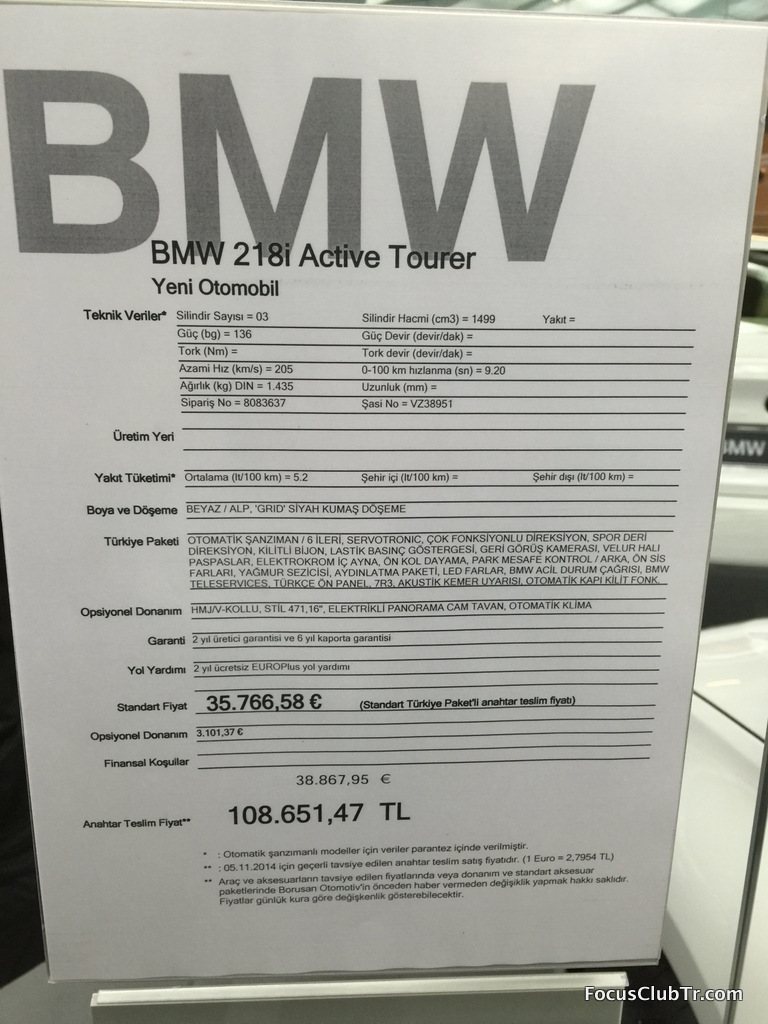 BMW
BMW 218i Active Tourer
Yeni Otomobil
Teknik Veriler* Silindir Sayısı = 03 Silindir Hacmi (cm3) = 1499 Yakıt =
Güç (bg) = 136 Güç Devir (devir/dak) =
Tork (Nm) = Tork devir (devir/dak) =
Azami Hız (km/s) = 205 0-100 km hızlanma (sn) = 9.20
Ağırlık (kg) DIN = 1.435 Uzunluk (mm) =
Sipariş No = 8083637 Şasi No = VZ38951
Üretim Yeri
Yakıt Tüketimi* Ortalama (lt/100 km) = 5.2 Şehir içi (lt/100 km) = Şehir dışı (lt/100 km) =
Boya ve Döşeme BEYAZ / ALP, 'GRID' SİYAH KUMAŞ DÖŞEME
Türkiye Paketi OTOMATİK ŞANZIMAN / 6 İLERİ, SERVOTRONIC, ÇOK FONKSİYONLU DİREKSİYON, SPOR DERİ
DİREKSİYON, KİLİTLİ BİJON, LASTİK BASINÇ GÖSTERGESİ, GERİ GÖRÜŞ KAMERASI, VELUR HALI
PASPASLAR, ELEKTROKROM İÇ AYNA, ÖN KOL DAYAMA, PARK MESAFE KONTROL / ARKA, ÖN SİS
FARLARI, YAĞMUR SEZİCİSİ, AYDINLATMA PAKETİ, LED FARLAR, BMW ACİL DURUM ÇAĞRISI, BMW
TELESERVICES, TÜRKÇE ÖN PANEL, 7R3, AKUSTİK KEMER UYARISI, OTOMATİK KAPI KİLİT FONK.
Opsiyonel Donanım HMJ/V-KOLLU, STİL 471,16", ELEKTRİKLİ PANORAMA CAM TAVAN, OTOMATİK KLİMA
Garanti 2 yıl üretici garantisi ve 6 yıl kaporta garantisi
Yol Yardımı 2 yıl ücretsiz EUROPlus yol yardımı
Standart Fiyat 35.766,58 € (Standart Türkiye Paket'li anahtar teslim fiyatı)
Opsiyonel Donanım 3.101,37 €
Finansal Koşullar
38.867,95 €
Anahtar Teslim Fiyat** 108.651,47 TL
* : Otomatik şanzımanlı modeller için veriler parantez içinde verilmiştir.
** : 05.11.2014 için geçerli tavsiye edilen anahtar teslim satış fiyatıdır. (1 Euro = 2,7954 TL)
** Araç ve aksesuarların tavsiye edilen fiyatlarında veya donanım ve standart aksesuar
paketlerinde Borusan Otomotiv'in önceden haber vermeden değişiklik yapmak hakkı saklıdır.
Fiyatlar günlük kura göre değişkenlik gösterebilecektir.
BMW
FocusClubTr.com